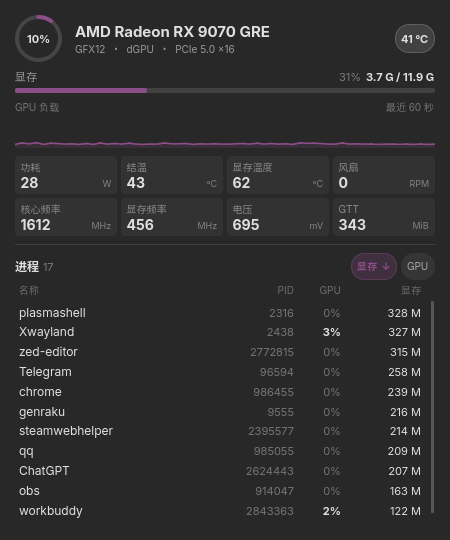 10%
AMD Radeon RX 9070 GRE
GFX12 • dGPU • PCIe 5.0 ×16
41 ℃
显存 31% 3.7 G / 11.9 G
GPU 负载 最近 60 秒
功耗 结温 显存温度 风扇
28 W 43 ℃ 62 ℃ 0 RPM
核心频率 显存频率 电压 GTT
1612 MHz 456 MHz 695 mV 343 MiB
进程 17 显存 ↓ GPU
名称 PID GPU 显存
plasmashell 2316 0% 328 M
Xwayland 2438 3% 327 M
zed-editor 2772815 0% 315 M
Telegram 96594 0% 258 M
chrome 986455 0% 239 M
genraku 9555 0% 216 M
steamwebhelper 2395577 0% 214 M
qq 985055 0% 209 M
ChatGPT 2624443 0% 207 M
obs 914047 0% 163 M
workbuddy 2843363 2% 122 M